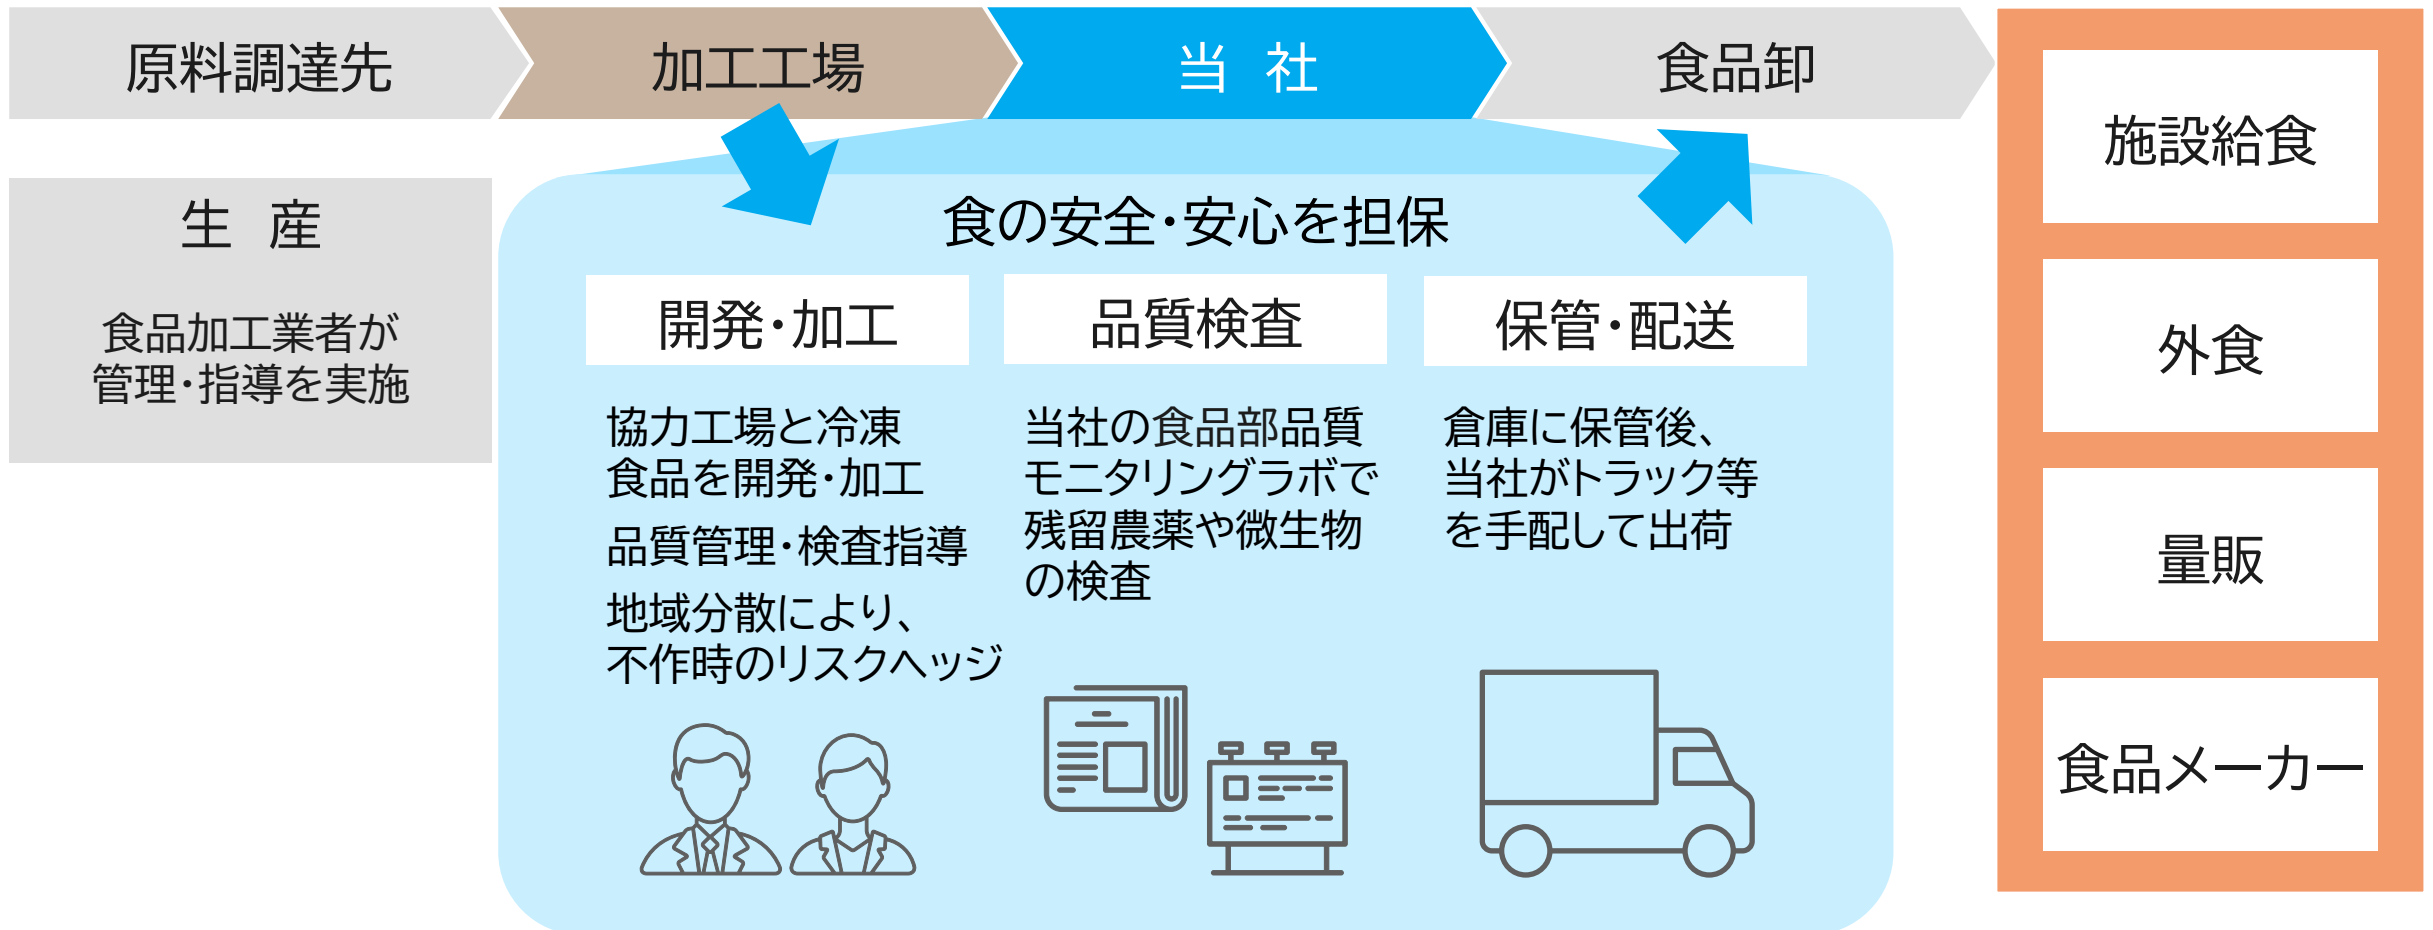 原料調達先
加工工場
当 社
食品卸
生 産
食品加工業者が
管理・指導を実施
食の安全・安心を担保
開発・加工
協力工場と冷凍
食品を開発・加工
品質管理・検査指導
地域分散により、
不作時のリスクヘッジ
品質検査
当社の食品部品質
モニタリングラボで
残留農薬や微生物
の検査
保管・配送
倉庫に保管後、
当社がトラック等
を手配して出荷
施設給食
外食
量販
食品メーカー